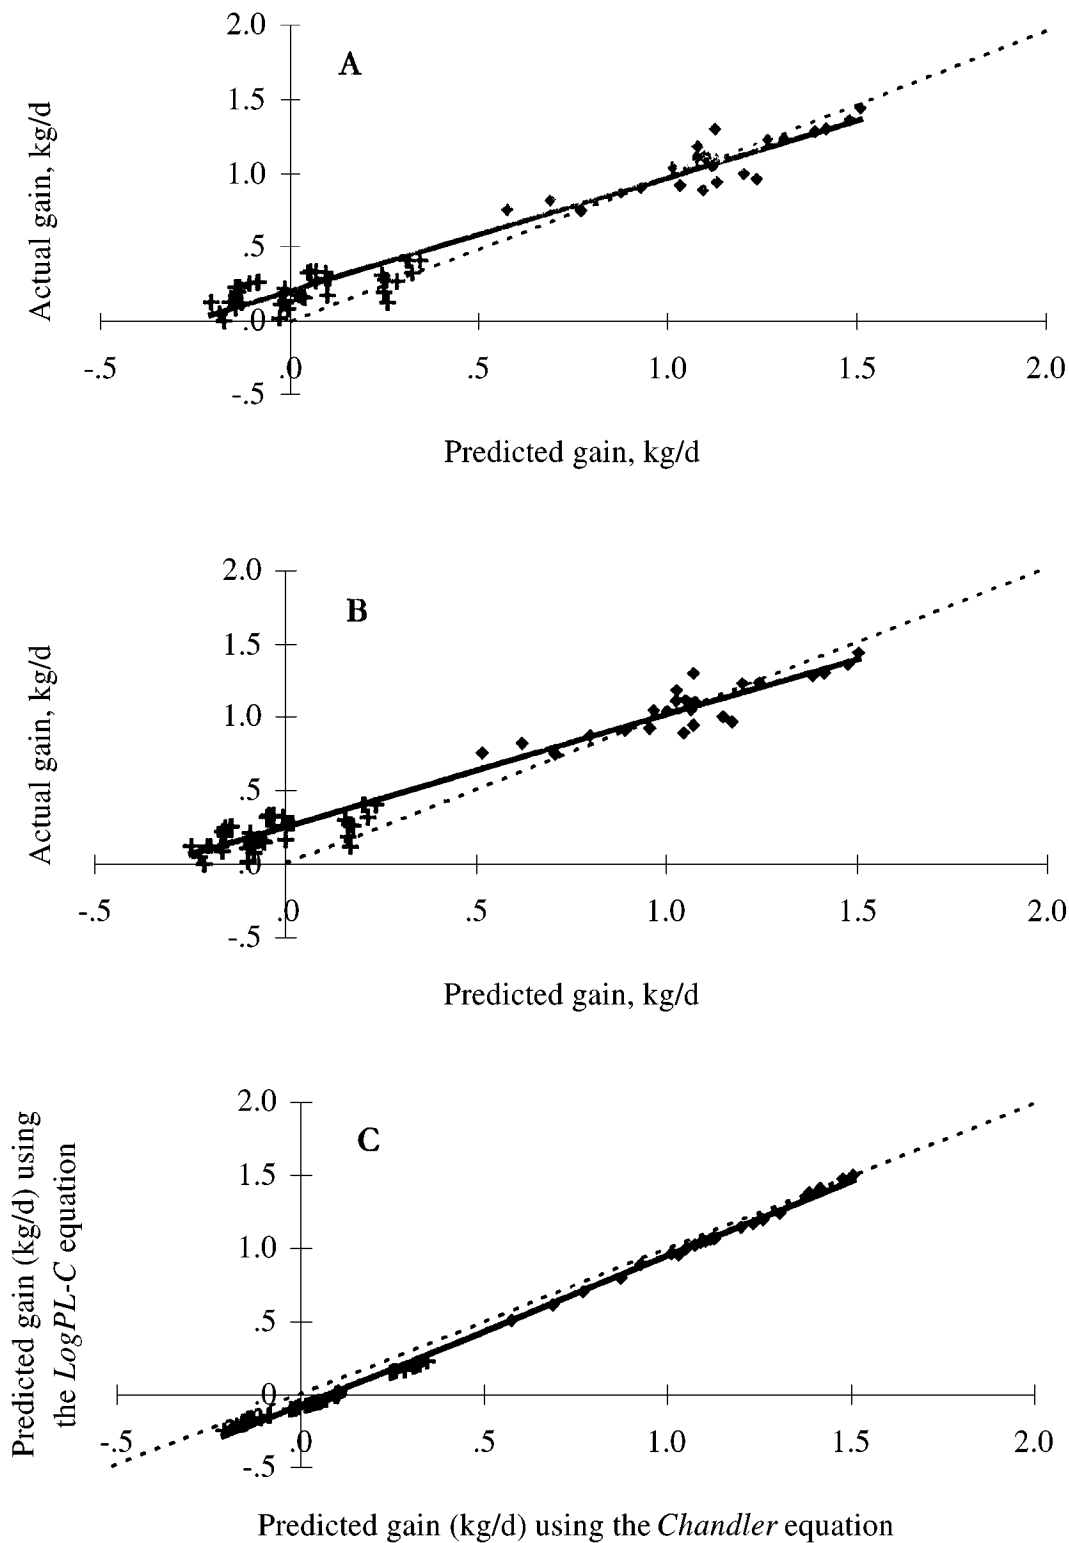 2.0
A
1.5
1.0
.5
.0
-.5 .0 .5 1.0 1.5 2.0
-.5
Actual gain, kg/d
Predicted gain, kg/d
2.0
B
1.5
1.0
.5
.0
-.5 .0 .5 1.0 1.5 2.0
-.5
Actual gain, kg/d
Predicted gain, kg/d
2.0
C
1.5
1.0
.5
.0
-.5 .0 .5 1.0 1.5 2.0
-.5
Predicted gain (kg/d) using
the LogPL-C equation
Predicted gain (kg/d) using the Chandler equation